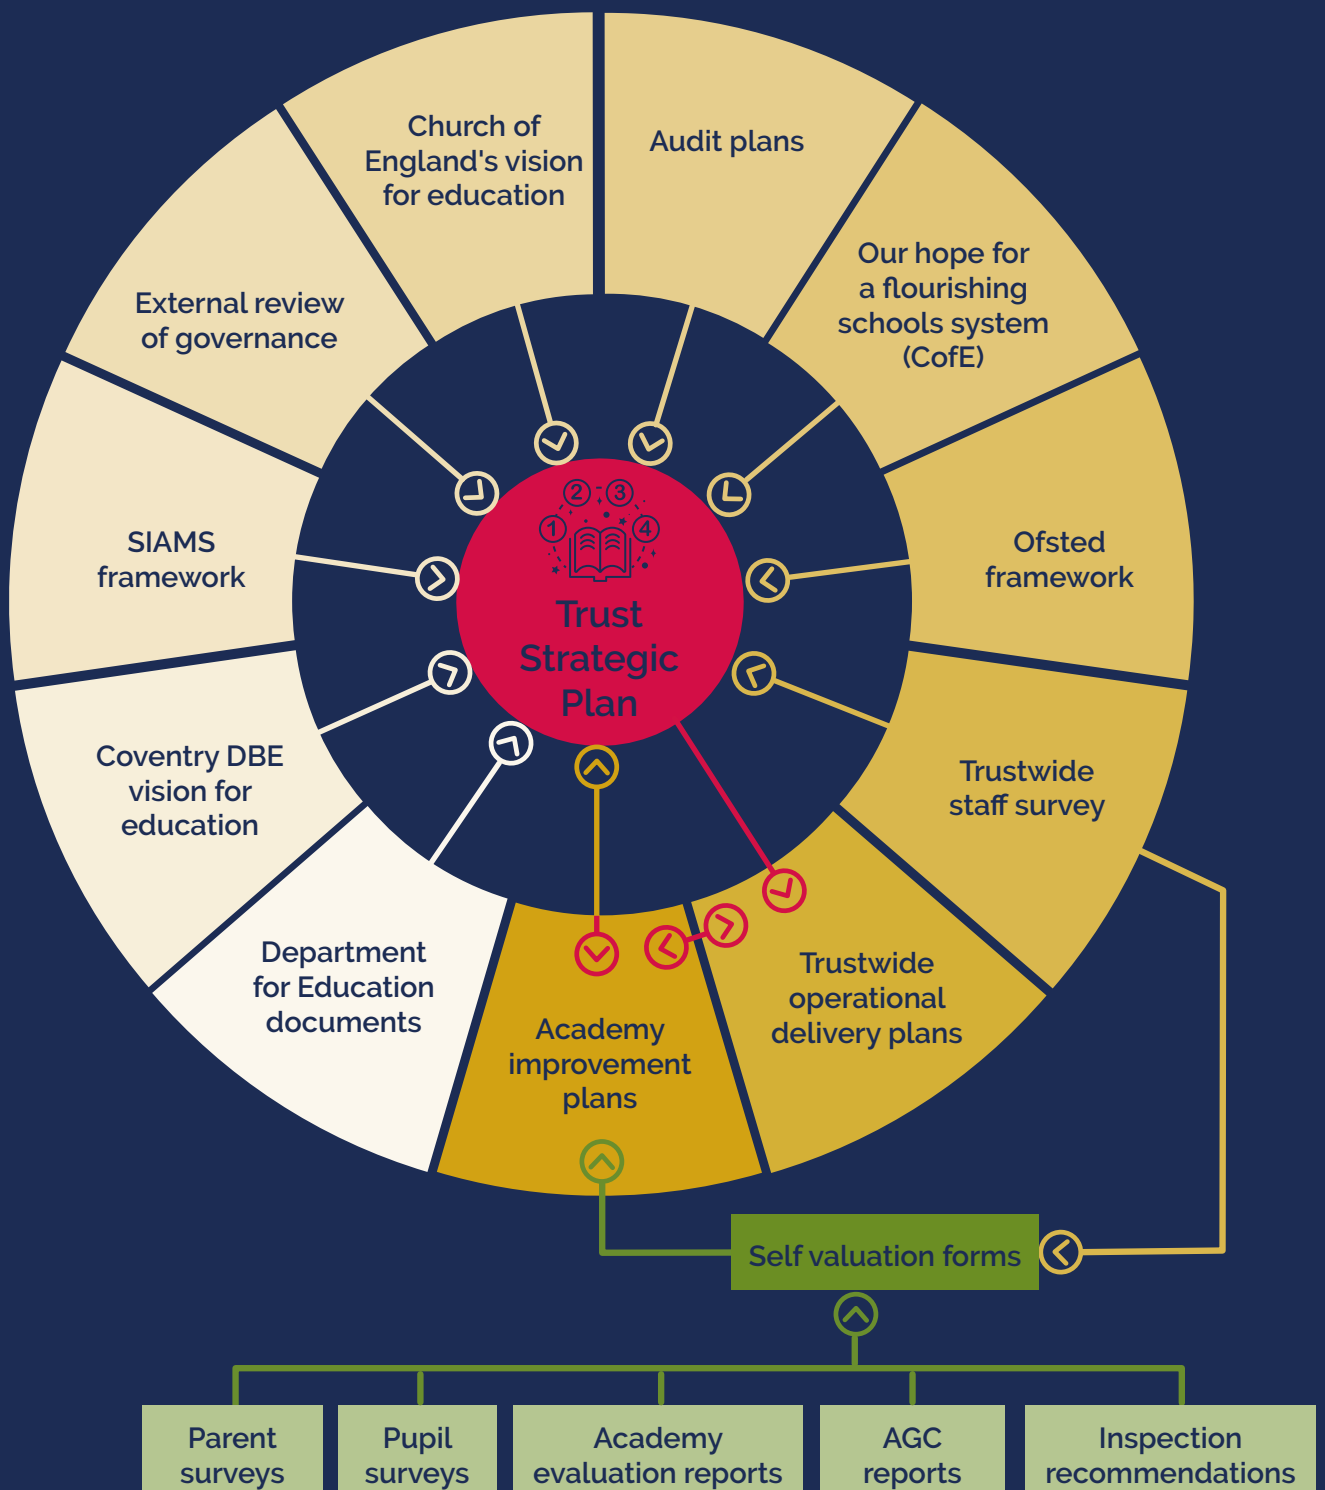 Church of
England's vision
for education
Audit plans
Our hope for
a flourishing
schools system
(CofE)
External review
of governance
SIAMS
framework
Ofsted
framework
1
2
3
4
Trust
Strategic
Plan
Coventry DBE
vision for
education
Trustwide
staff survey
Department
for Education
documents
Academy
improvement
plans
Trustwide
operational
delivery plans
Self valuation forms
Parent
surveys
Pupil
surveys
Academy
evaluation reports
AGC
reports
Inspection
recommendations